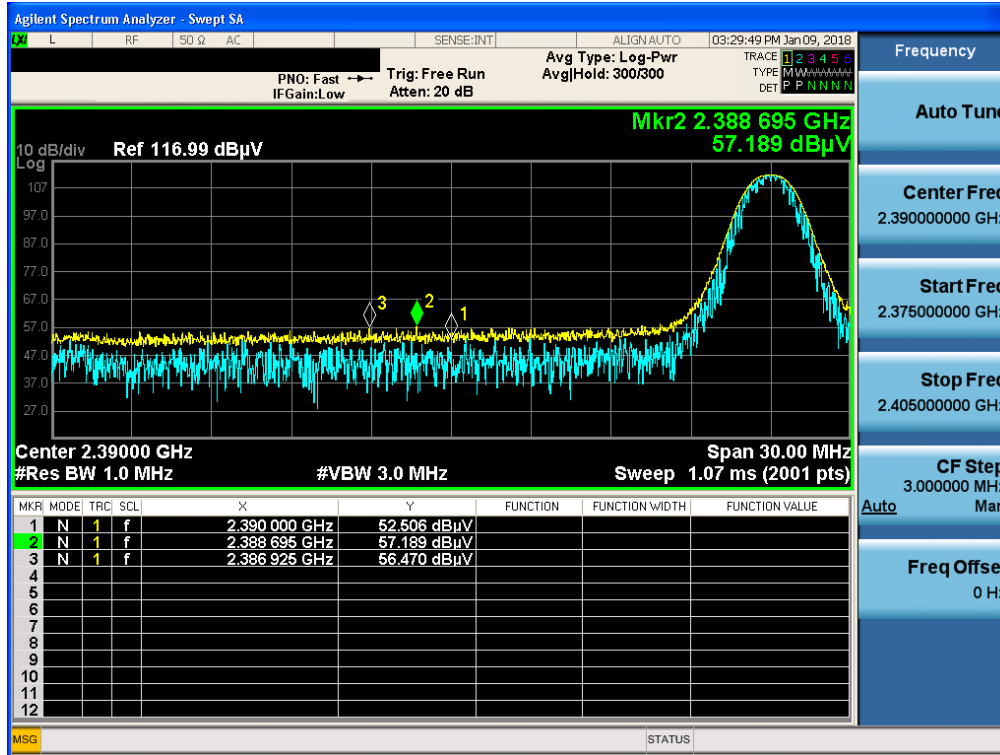 Agilent Spectrum Analyzer - Swept SA
LXI L RF 50 Ω AC SENSE:INT ALIGN AUTO 03:29:49 PM Jan 09, 2018
PNO: Fast
IFGain:Low
Trig: Free Run
Atten: 20 dB
Avg Type: Log-Pwr
Avg|Hold: 300/300
TRACE 1 2 3 4 5 6
TYPE M W
DET P P N N N N
Mkr2 2.388 695 GHz
57.189 dBµV
10 dB/div Ref 116.99 dBµV
Log
107
97.0
87.0
77.0
67.0
57.0
47.0
37.0
27.0
3 2 1
Center 2.39000 GHz Span 30.00 MHz
#Res BW 1.0 MHz #VBW 3.0 MHz Sweep 1.07 ms (2001 pts)
MKR MODE TRC SCL X Y FUNCTION FUNCTION WIDTH FUNCTION VALUE
1 N 1 f 2.390 000 GHz 52.506 dBµV
2 N 1 f 2.388 695 GHz 57.189 dBµV
3 N 1 f 2.386 925 GHz 56.470 dBµV
4
5
6
7
8
9
10
11
12
MSG STATUS
Frequency
Auto Tune
Center Freq
2.390000000 GHz
Start Freq
2.375000000 GHz
Stop Freq
2.405000000 GHz
CF Step
3.000000 MHz
Auto Man
Freq Offset
0 Hz